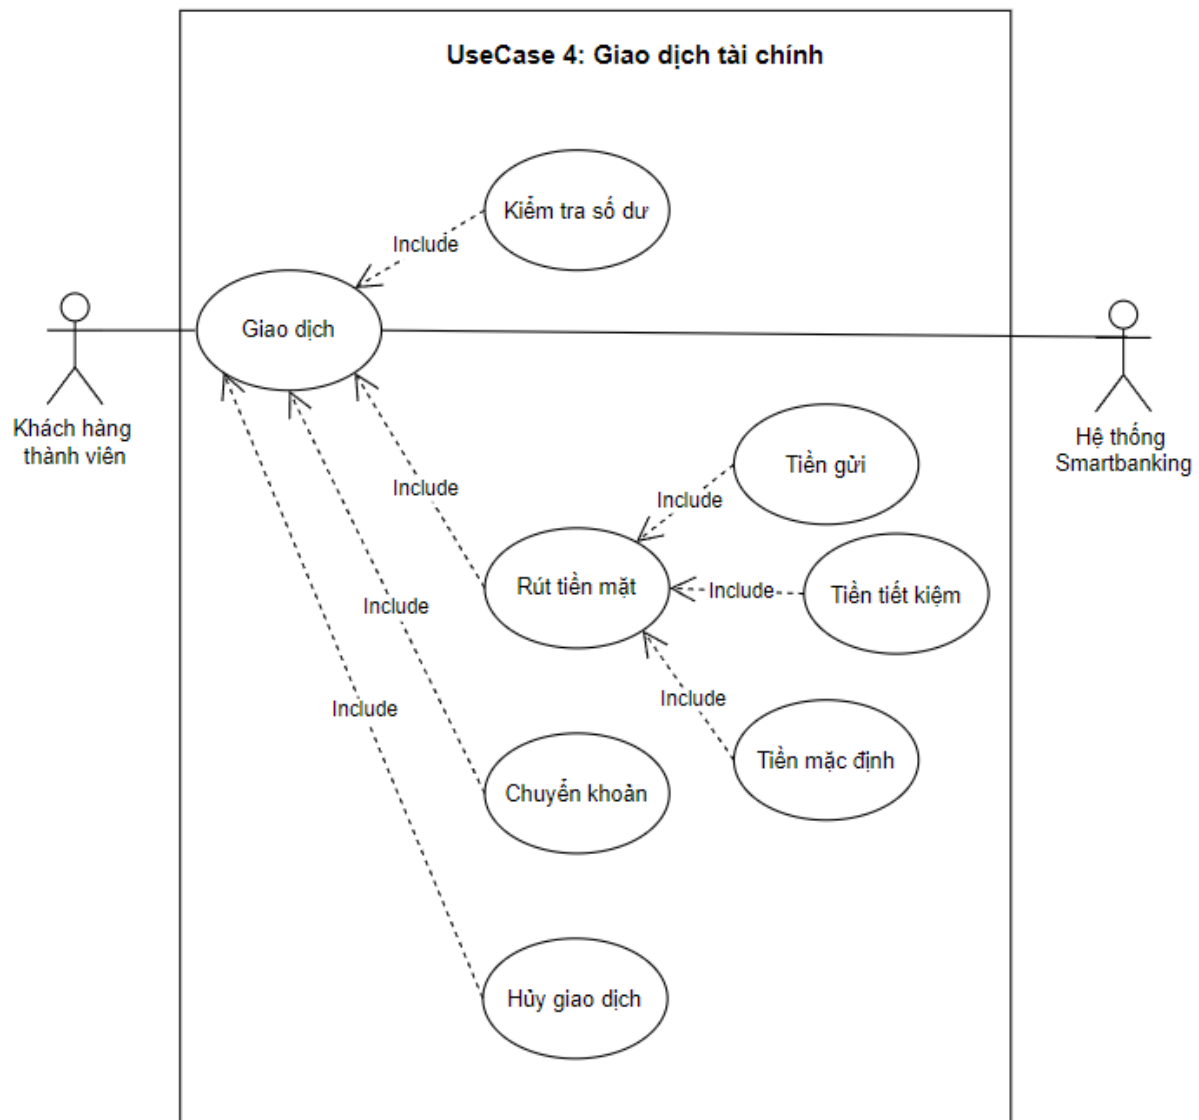 UseCase 4: Giao dịch tài chính
Kiểm tra số dư
Include
Giao dịch
Khách hàng
thành viên
Hệ thống
Smartbanking
Tiền gửi
Include
Include
Rút tiền mặt
Include
Tiền tiết kiệm
Include
Include
Tiền mặc định
Include
Chuyển khoản
Hủy giao dịch